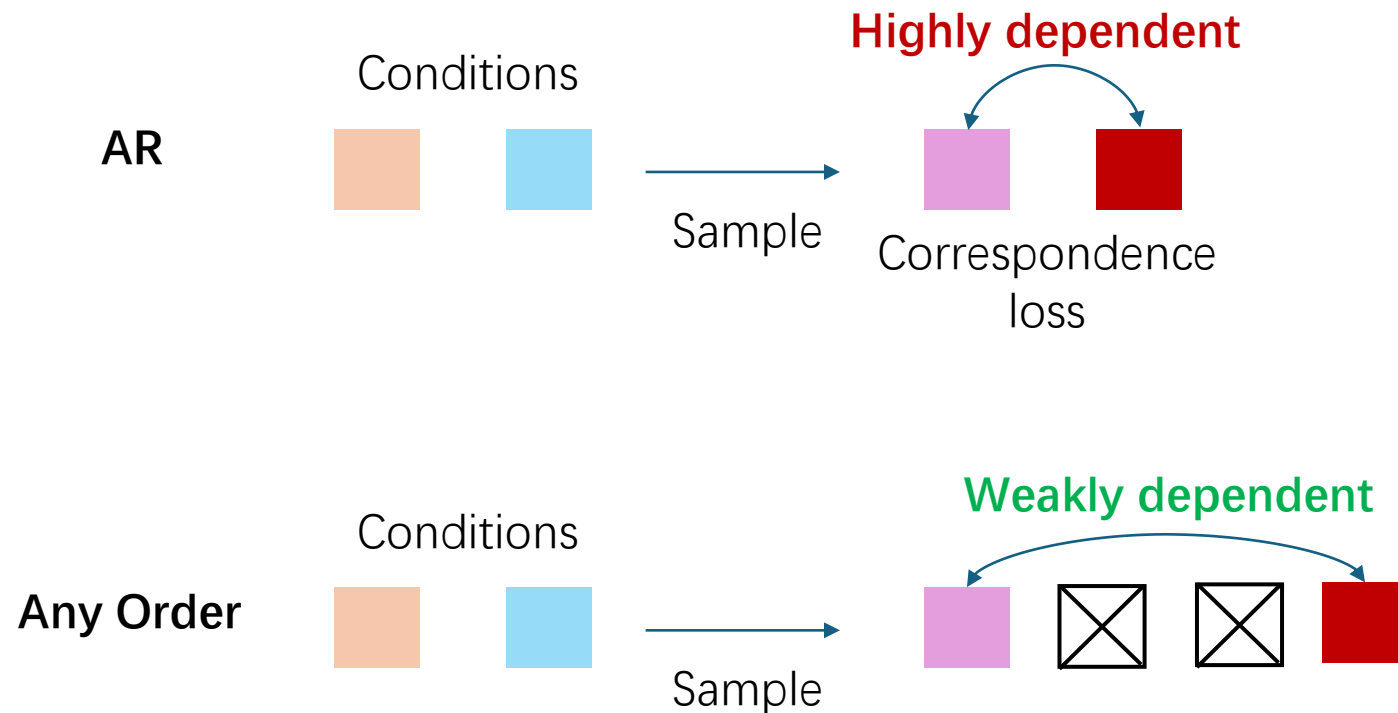 Highly dependent
Conditions
AR
Sample
Correspondence
loss
Weakly dependent
Conditions
Any Order
Sample